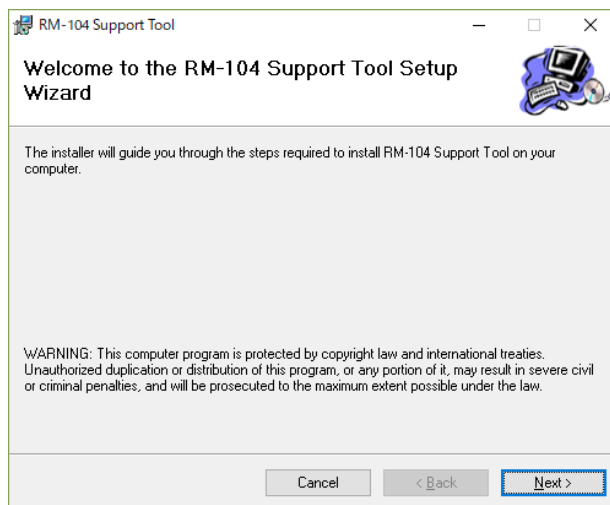 RM-104 Support Tool
Welcome to the RM-104 Support Tool Setup
Wizard
The installer will guide you through the steps required to install RM-104 Support Tool on your
computer.
WARNING: This computer program is protected by copyright law and international treaties.
Unauthorized duplication or distribution of this program, or any portion of it, may result in severe civil
or criminal penalties, and will be prosecuted to the maximum extent possible under the law.
Cancel < Back Next >